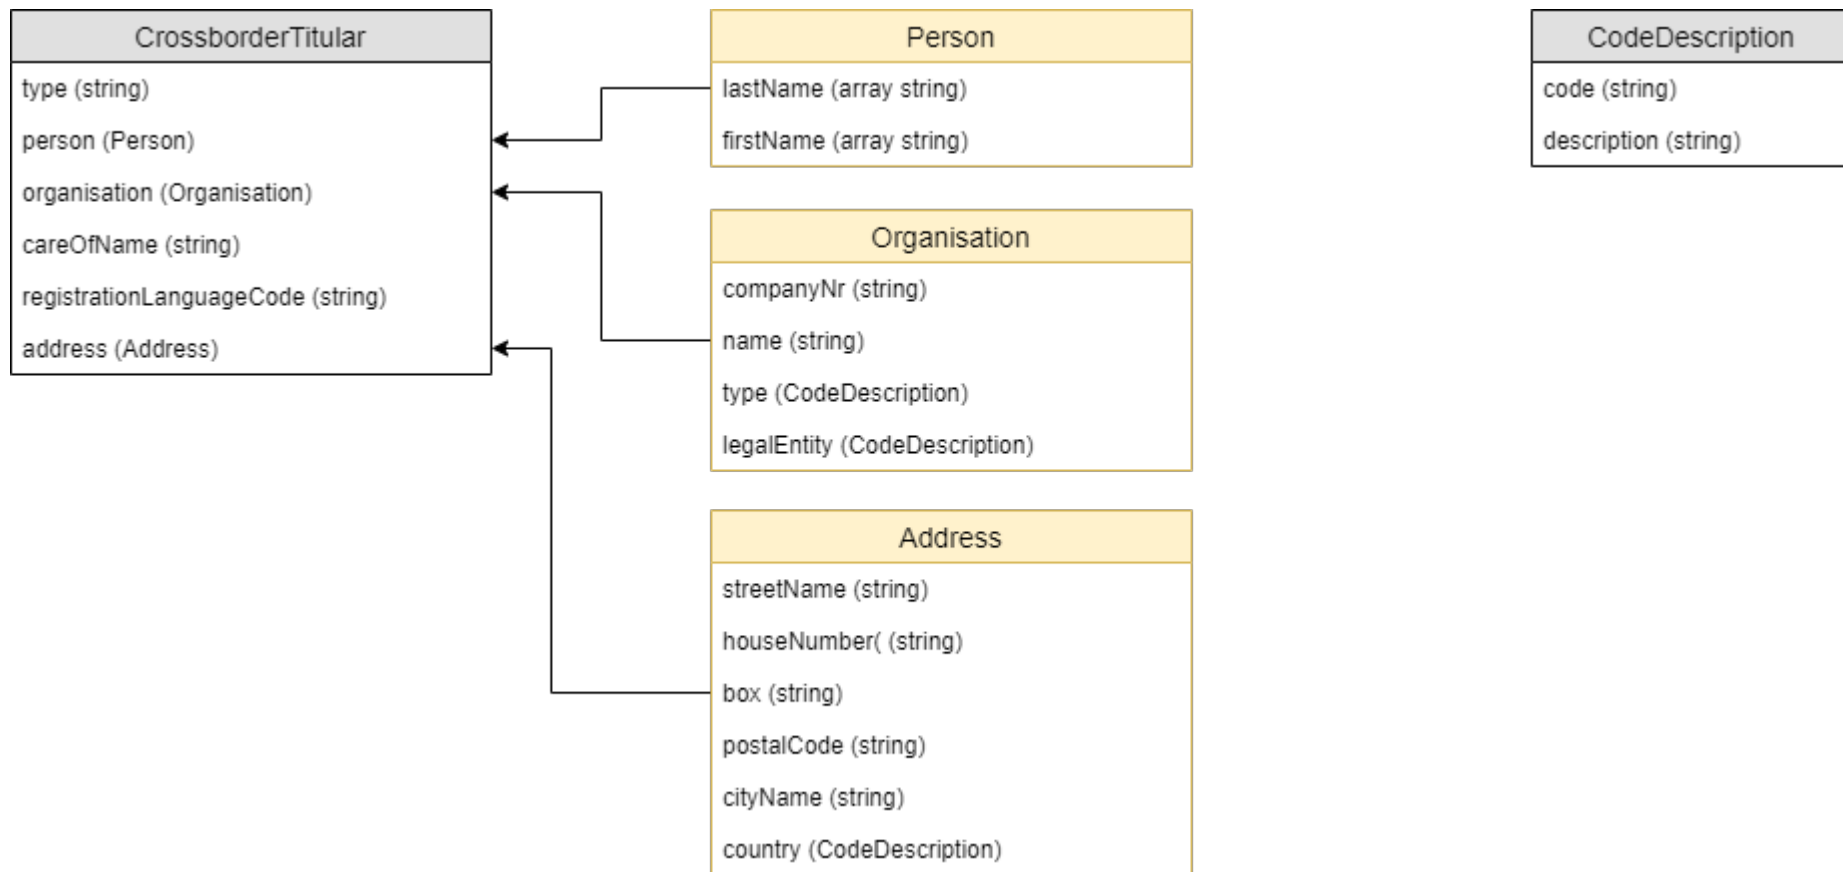 CrossborderTitular
type (string)
person (Person)
organisation (Organisation)
careOfName (string)
registrationLanguageCode (string)
address (Address)
Person
lastName (array string)
firstName (array string)
Organisation
companyNr (string)
name (string)
type (CodeDescription)
legalEntity (CodeDescription)
Address
streetName (string)
houseNumber( (string)
box (string)
postalCode (string)
cityName (string)
country (CodeDescription)
CodeDescription
code (string)
description (string)